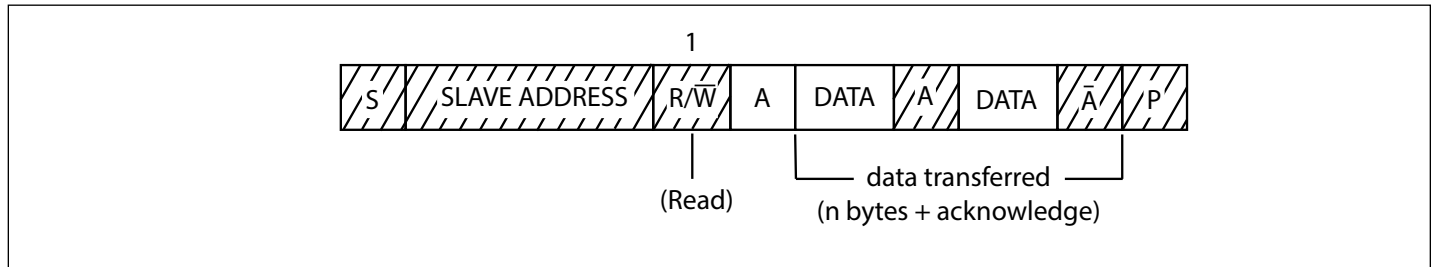 1
S SLAVE ADDRESS R/W̅ A DATA A DATA A̅ P
(Read)
data transferred
(n bytes + acknowledge)